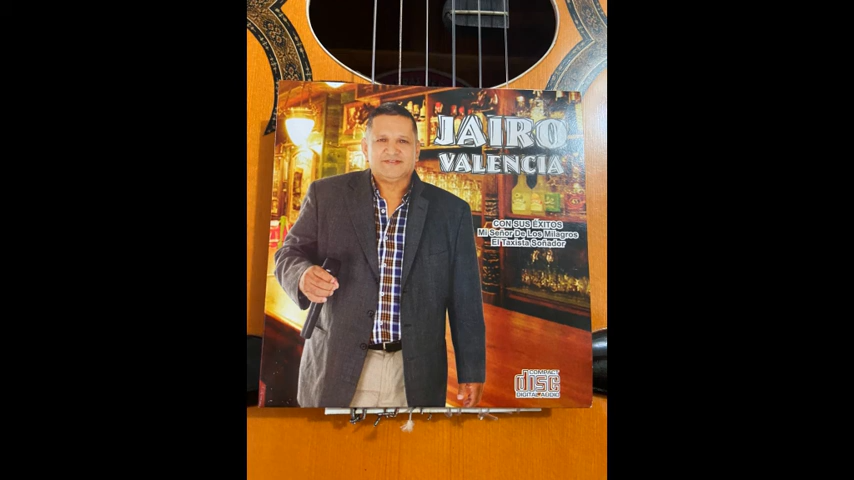 JAIRO
VALENCIA
CON SUS ÉXITOS
Mi Señor De Los Milagros
El Taxista Soñador
COMPACT
disc
DIGITAL AUDIO